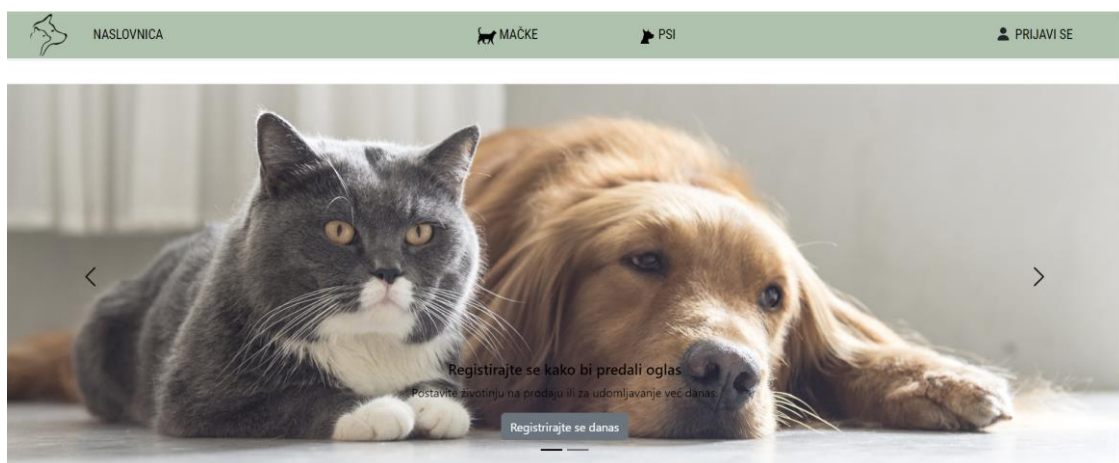 NASLOVNICA
MAČKE
PSI
PRIJAVI SE
Registirajte se kako bi predali oglas
Postavite životinju na prodaju ili za udomljavanje već danas.
Registrirajte se danas